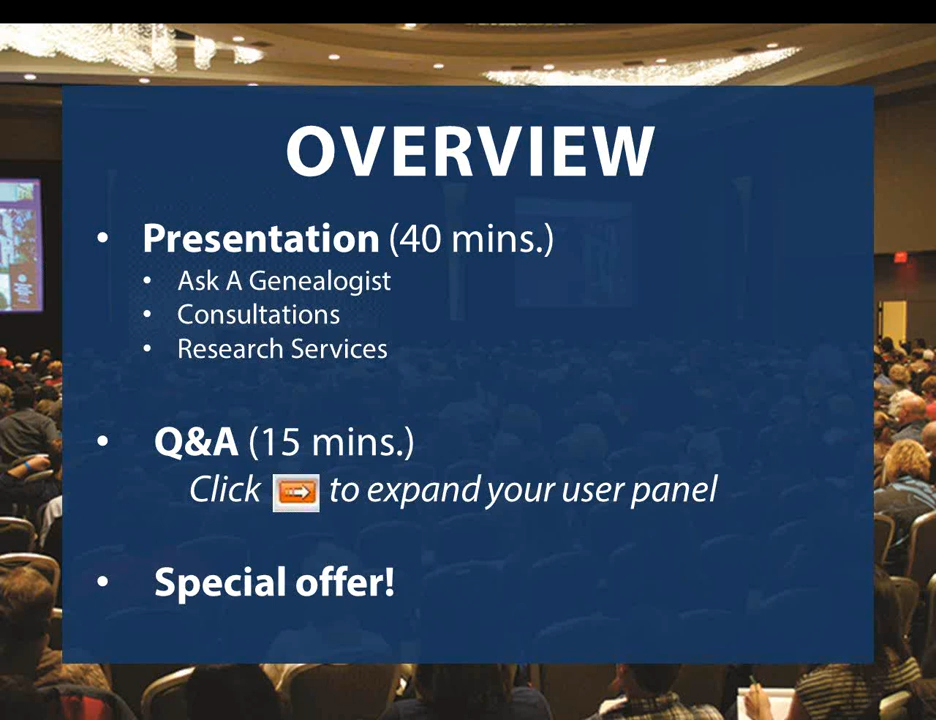 OVERVIEW
• Presentation (40 mins.)
• Ask A Genealogist
• Consultations
• Research Services
• Q&A (15 mins.)
Click to expand your user panel
• Special offer!